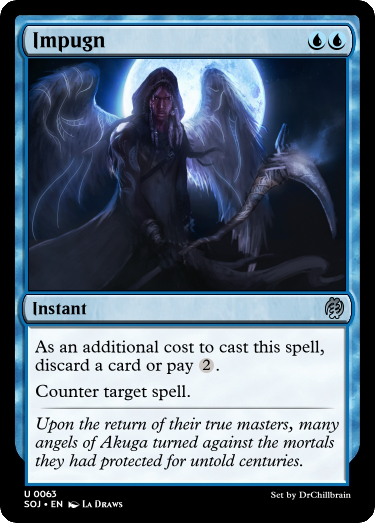 Impugn
Instant
As an additional cost to cast this spell,
discard a card or pay 2.
Counter target spell.
Upon the return of their true masters, many
angels of Akuga turned against the mortals
they had protected for untold centuries.
U 0063
SOJ • EN La Draws
Set by DrChillbrain